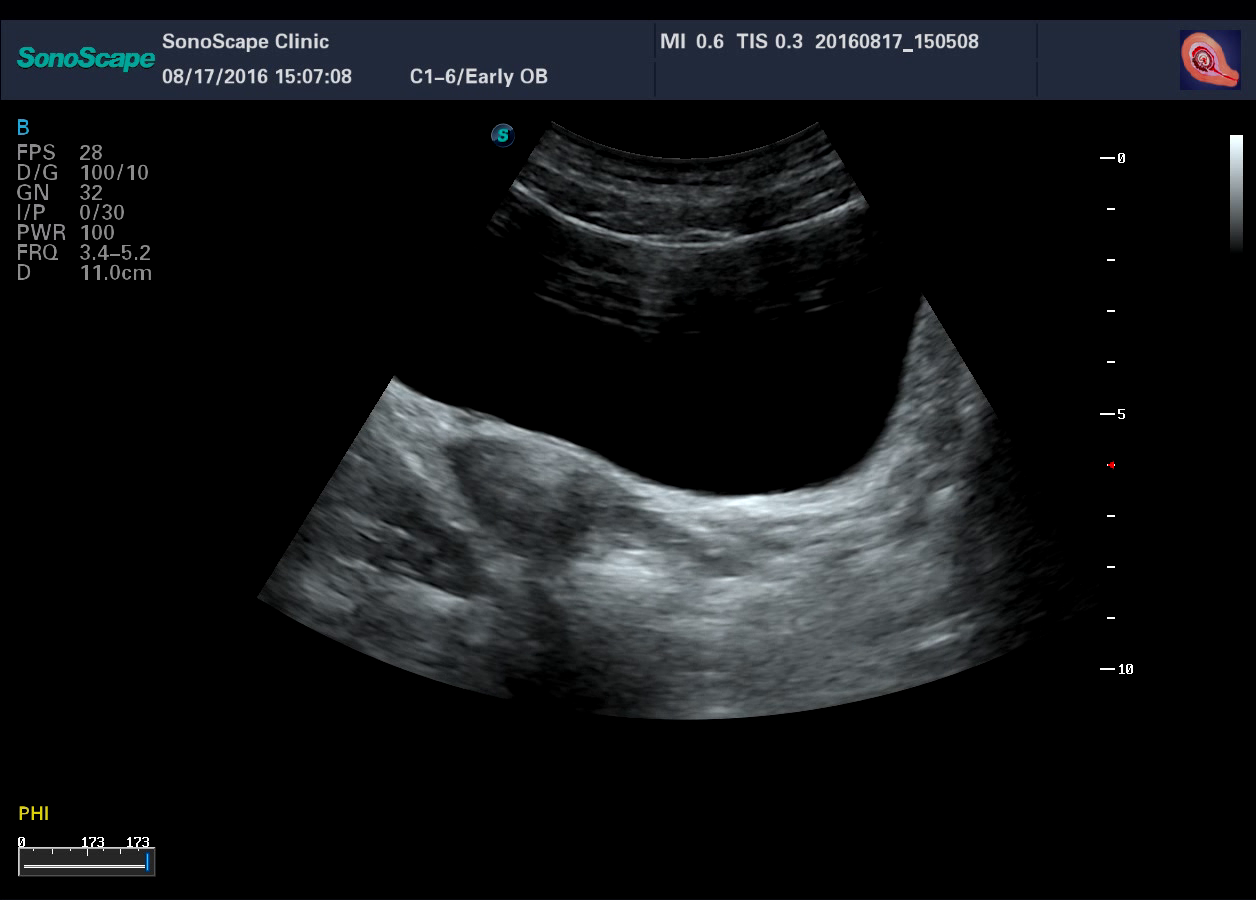 SonoScape
SonoScape Clinic
MI 0.6 TIS 0.3 20160817_150508
08/17/2016 15:07:08 C1-6/Early OB
S
B
FPS 28
D/G 100/10
GN 32
I/P 0/30
PWR 100
FRQ 3.4-5.2
D 11.0cm
0
5
10
PHI
0 173 173